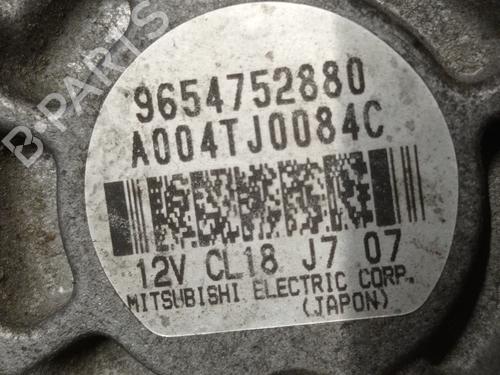 B-PARTS
9654752880
A004TJ0084C
12V CL18 J7 07
MITSUBISHI ELECTRIC CORP.
(JAPON)